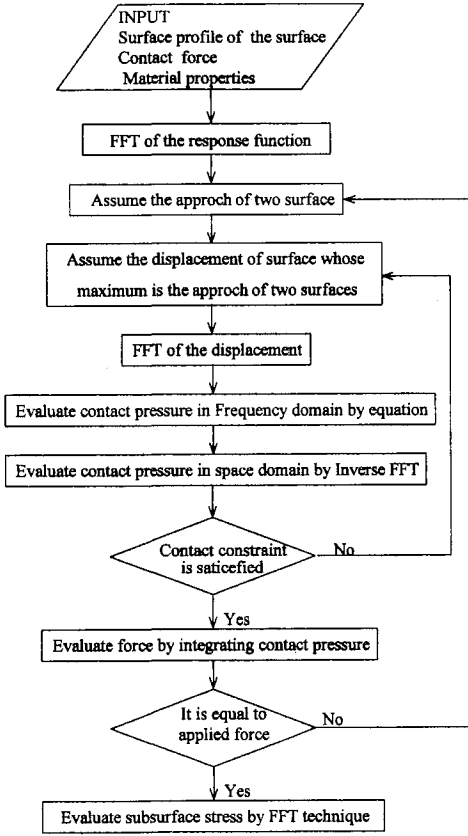 INPUT
Surface profile of the surface
Contact force
Material properties
FFT of the response function
Assume the approch of two surface
Assume the displacement of surface whose
maximum is the approch of two surfaces
FFT of the displacement
Evaluate contact pressure in Frequency domain by equation
Evaluate contact pressure in space domain by Inverse FFT
Contact constraint
is saticefied
No
Yes
Evaluate force by integrating contact pressure
It is equal to
applied force
No
Yes
Evaluate subsurface stress by FFT technique